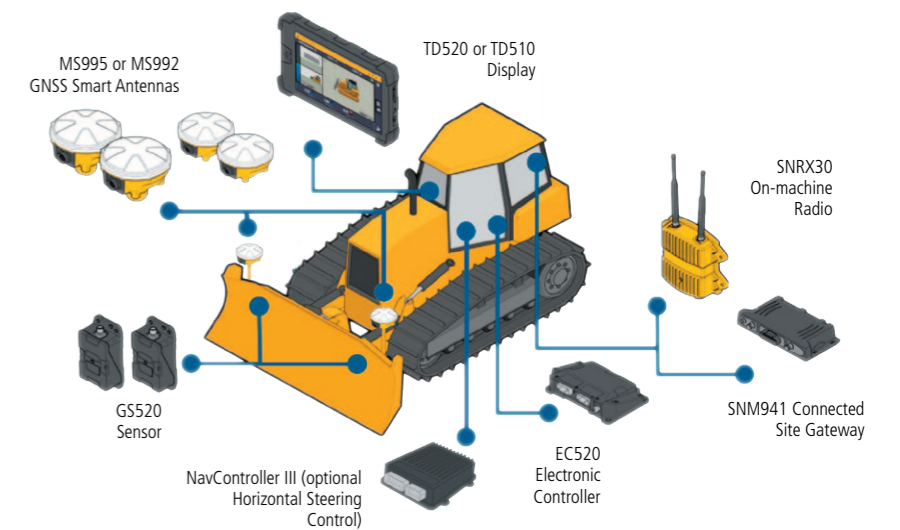 MS995 or MS992
GNSS Smart Antennas
TD520 or TD510
Display
SNRX30
On-machine
Radio
GS520
Sensor
SNM941 Connected
Site Gateway
EC520
Electronic
Controller
NavController III (optional
Horizontal Steering
Control)